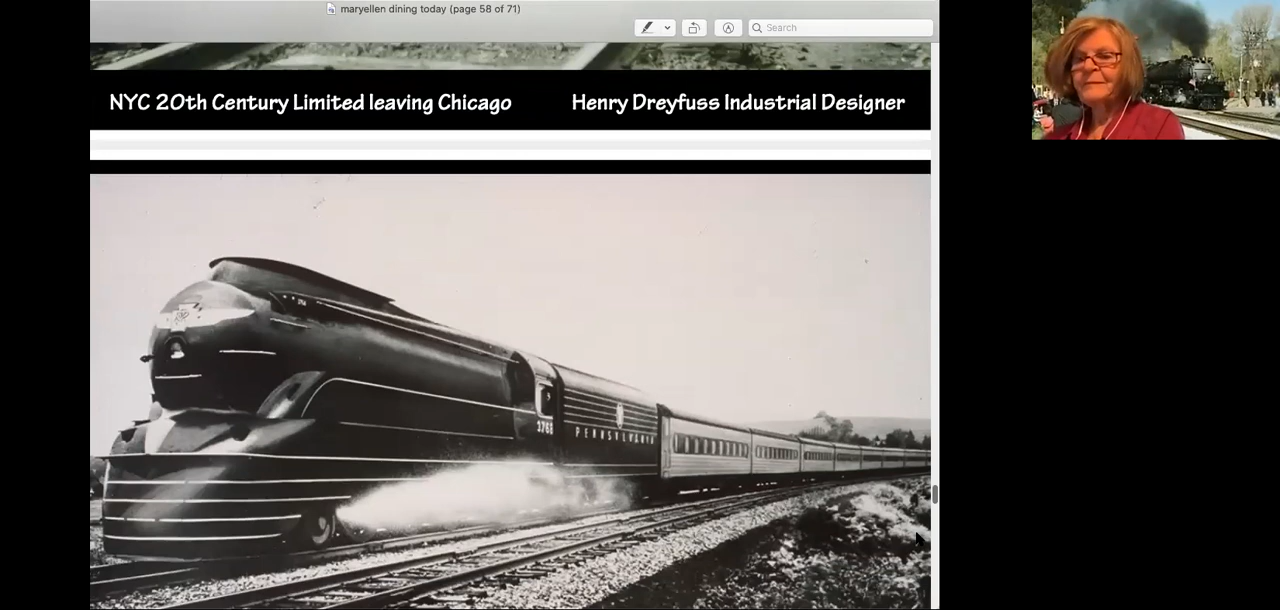 maryellen dining today (page 58 of 71)
Search
NYC 20th Century Limited leaving Chicago
Henry Dreyfuss Industrial Designer
3768
PENNSYLVANIA